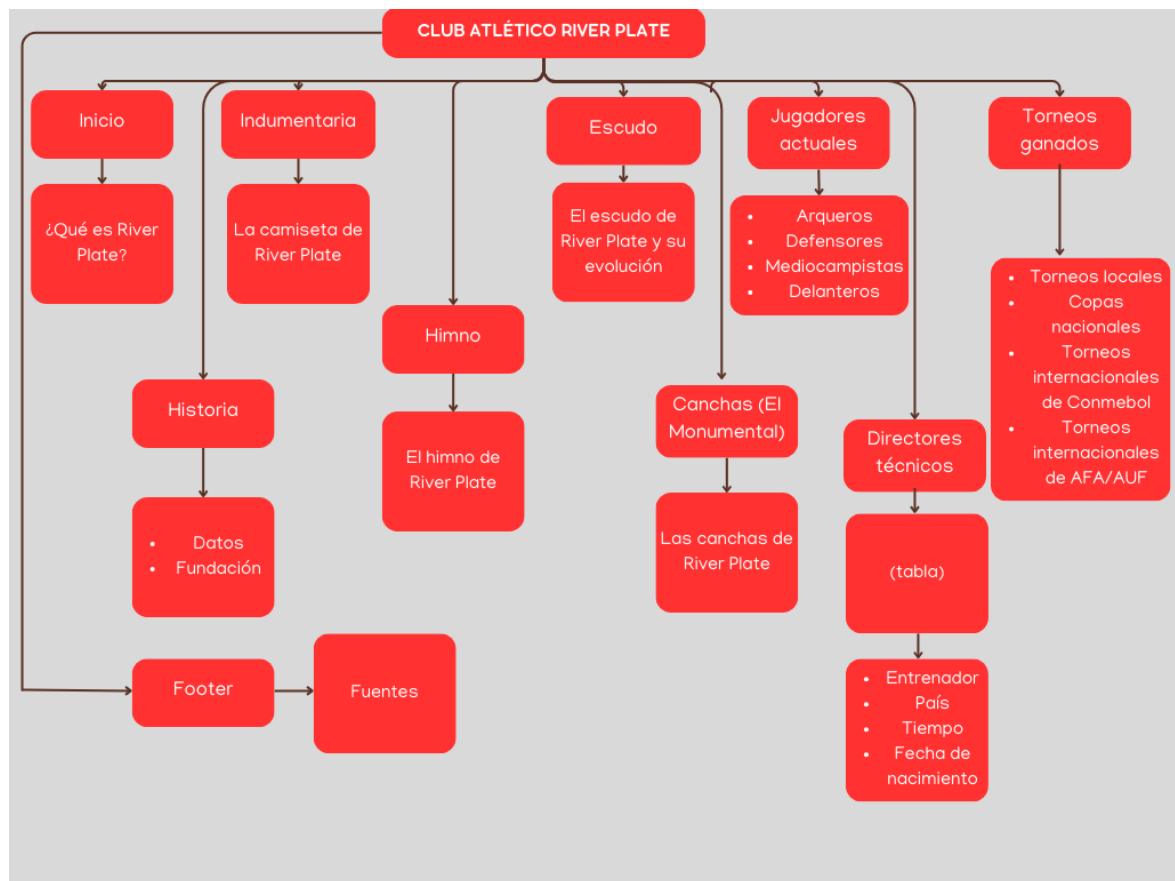 CLUB ATLÉTICO RIVER PLATE
Inicio
¿Qué es River
Plate?
Historia
• Datos
• Fundación
Indumentaria
La camiseta de
River Plate
Himno
El himno de
River Plate
Escudo
El escudo de
River Plate y su
evolución
Canchas (El
Monumental)
Las canchas de
River Plate
Jugadores
actuales
• Arqueros
• Defensores
• Mediocampistas
• Delanteros
Directores
técnicos
(tabla)
• Entrenador
• País
• Tiempo
• Fecha de
nacimiento
Torneos
ganados
• Torneos locales
• Copas
nacionales
• Torneos
internacionales
de Conmebol
• Torneos
internacionales
de AFA/AUF
Footer
Fuentes